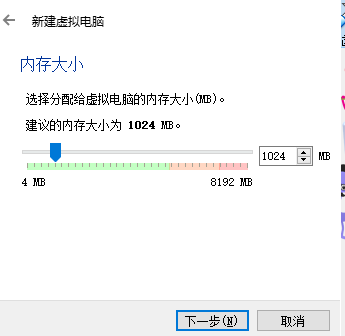 新建虚拟电脑
内存大小
选择分配给虚拟电脑的内存大小(MB)。
建议的内存大小为 1024 MB。
1024 MB
4 MB 8192 MB
下一步(N) 取消